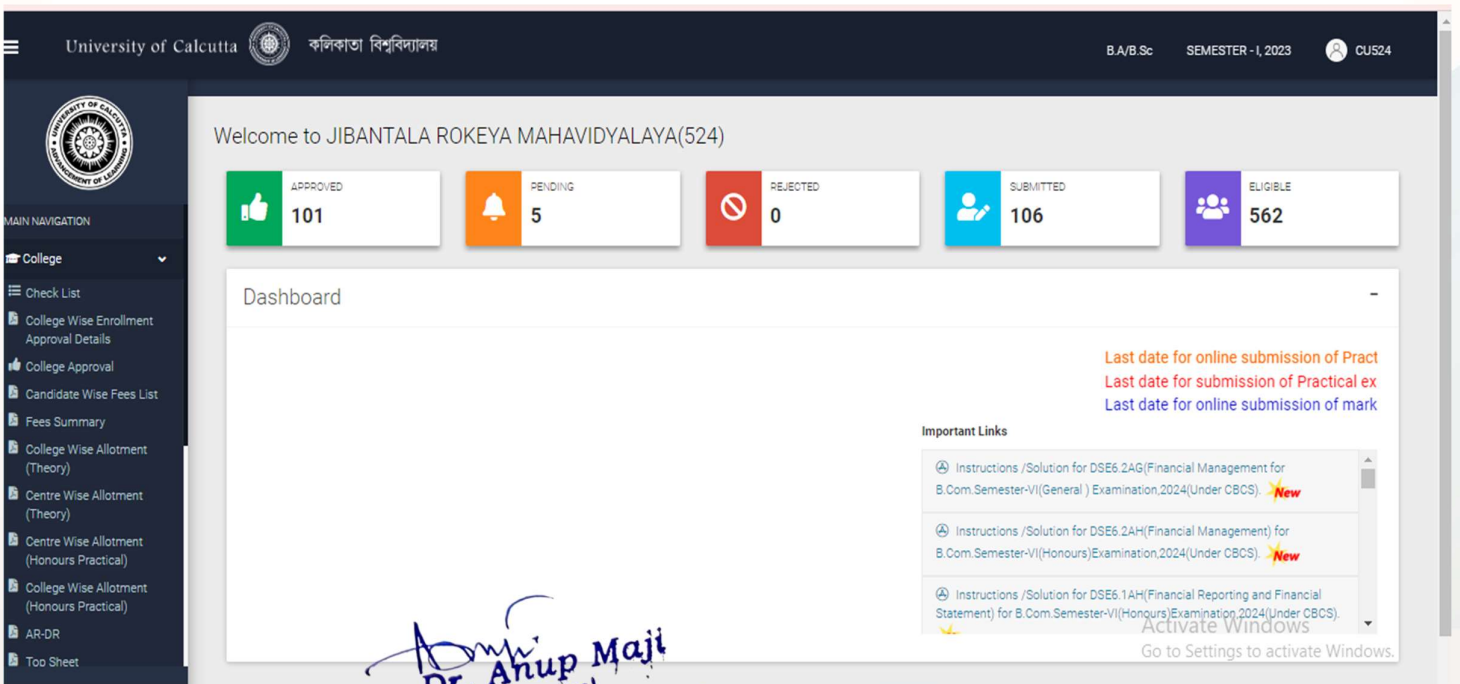 University of Calcutta কলিকাতা বিশ্ববিদ্যালয়
B.A/B.Sc SEMESTER - I, 2023 CU524
UNIVERSITY OF CALCUTTA
ADVANCEMENT OF LEARNING
MAIN NAVIGATION
College
Check List
College Wise Enrollment
Approval Details
College Approval
Candidate Wise Fees List
Fees Summary
College Wise Allotment
(Theory)
Centre Wise Allotment
(Theory)
Centre Wise Allotment
(Honours Practical)
College Wise Allotment
(Honours Practical)
AR-DR
Top Sheet
Welcome to JIBANTALA ROKEYA MAHAVIDYALAYA(524)
APPROVED
101
PENDING
5
REJECTED
0
SUBMITTED
106
ELIGIBLE
562
Dashboard
Last date for online submission of Pract
Last date for submission of Practical ex
Last date for online submission of mark
Important Links
Instructions /Solution for DSE6.2AG(Financial Management for
B.Com.Semester-VI(General ) Examination,2024(Under CBCS). New
Instructions /Solution for DSE6.2AH(Financial Management) for
B.Com.Semester-VI(Honours)Examination,2024(Under CBCS). New
Instructions /Solution for DSE6.1AH(Financial Reporting and Financial
Statement) for B.Com.Semester-VI(Honours)Examination,2024(Under CBCS).
Activate Windows
Go to Settings to activate Windows.
Dr. Anup Maji